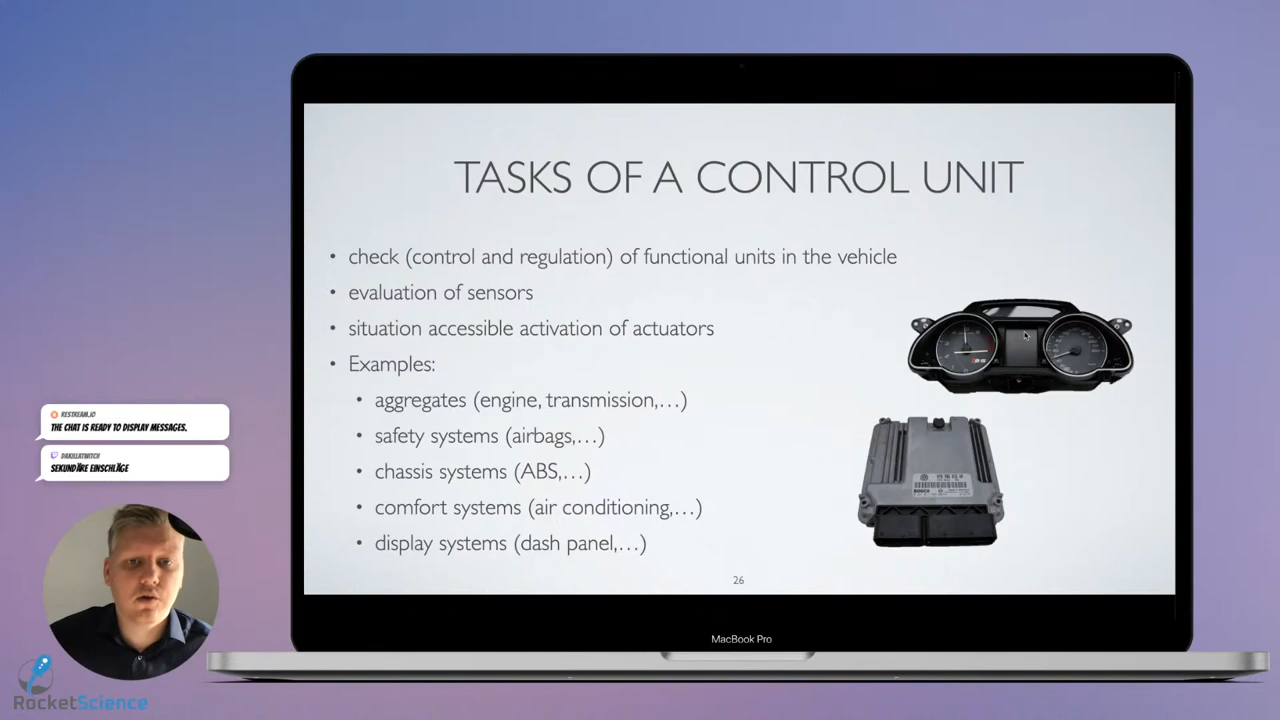 TASKS OF A CONTROL UNIT
• check (control and regulation) of functional units in the vehicle
• evaluation of sensors
• situation accessible activation of actuators
• Examples:
• aggregates (engine, transmission,...)
• safety systems (airbags,...)
• chassis systems (ABS,...)
• comfort systems (air conditioning,...)
• display systems (dash panel,...)
26
MacBook Pro
RESTREAM.IO
THE CHAT IS READY TO DISPLAY MESSAGES.
DAKILLATWITCH
SEKUNDÄRE EINSCHLÄGE
RocketScience
BOSCH